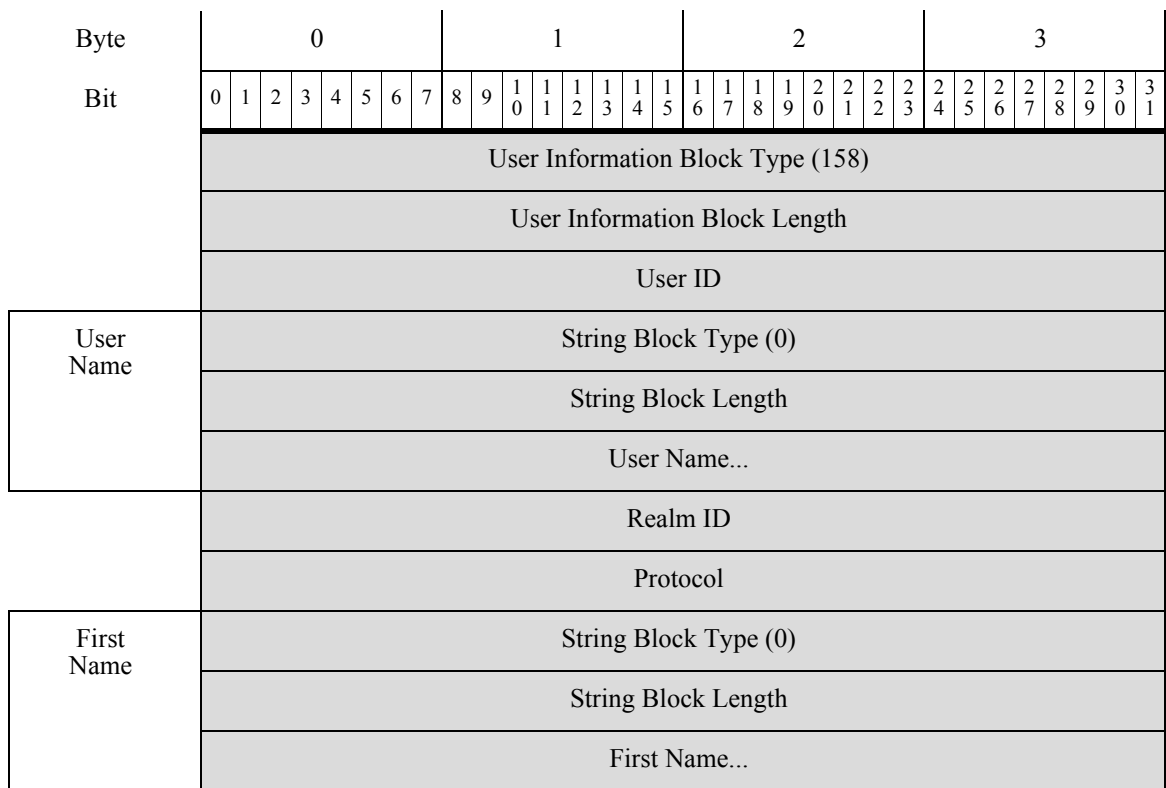 Byte 0 1 2 3
Bit 0 1 2 3 4 5 6 7 8 9 10 11 12 13 14 15 16 17 18 19 20 21 22 23 24 25 26 27 28 29 30 31
User Information Block Type (158)
User Information Block Length
User ID
User
Name
String Block Type (0)
String Block Length
User Name...
Realm ID
Protocol
First
Name
String Block Type (0)
String Block Length
First Name...